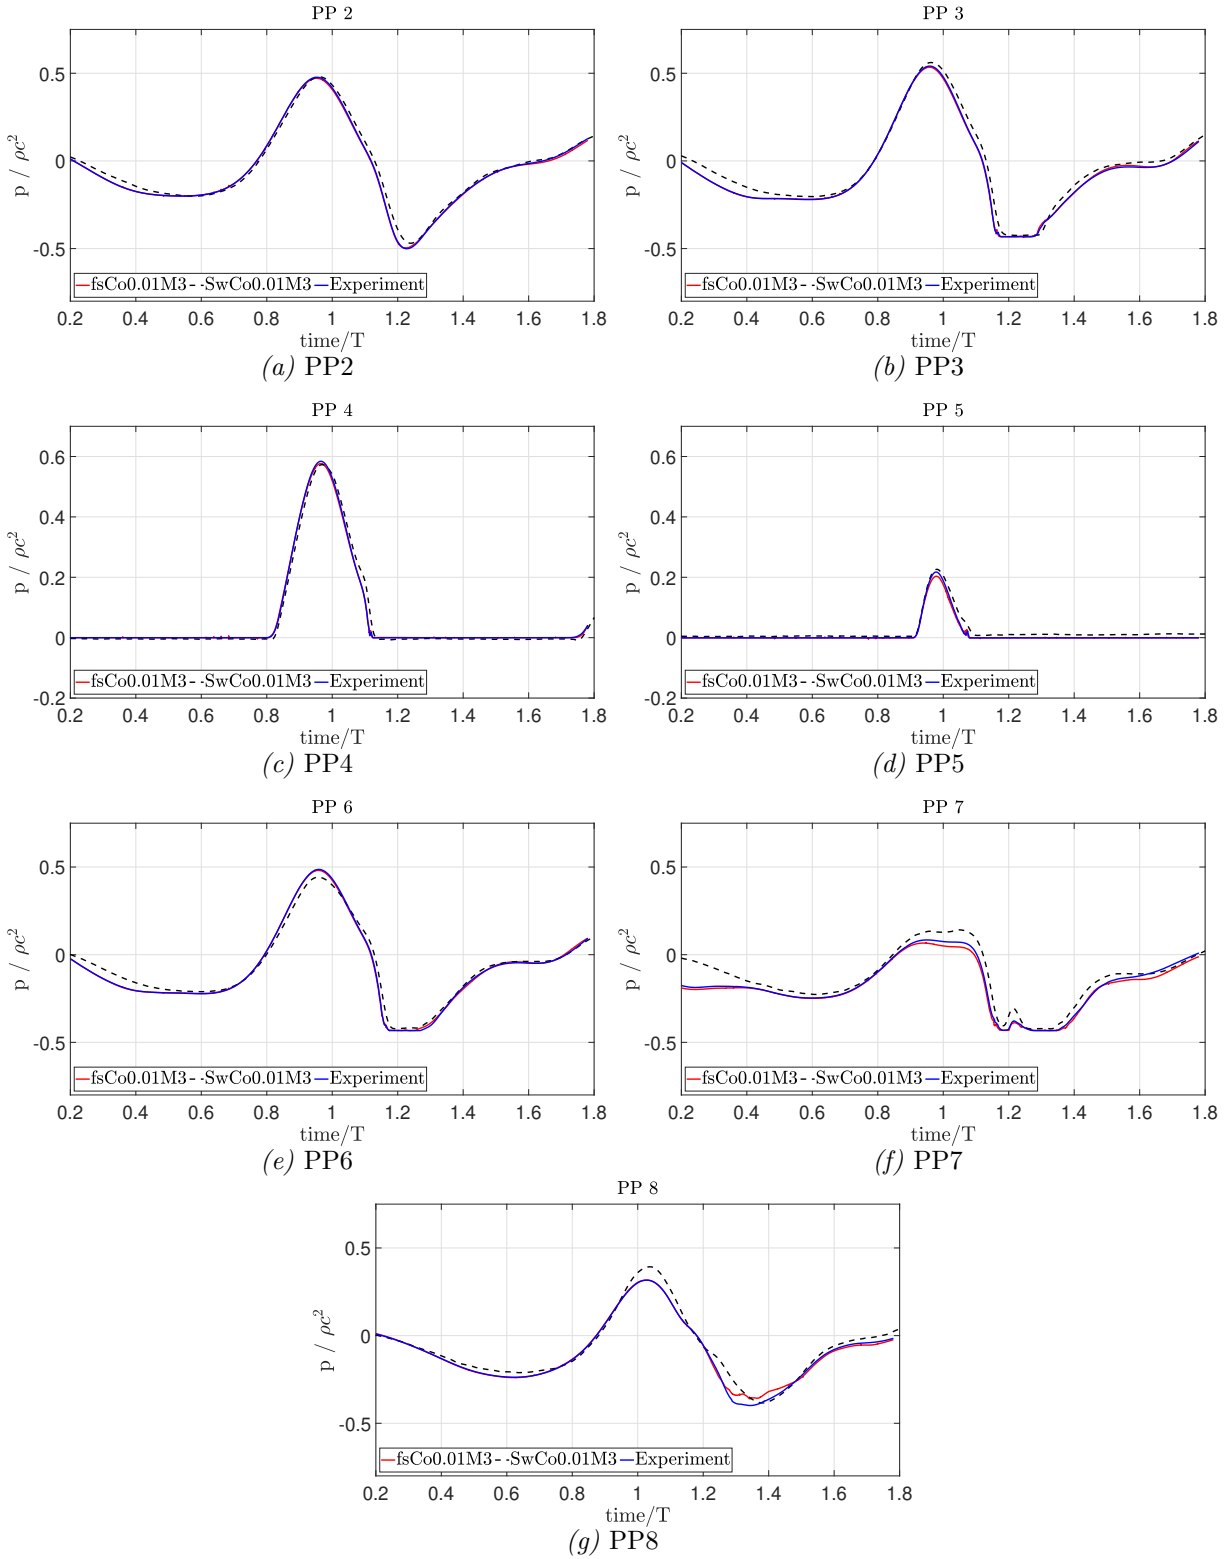 PP 2
p / ρc²
0.5
0
-0.5
fsCo0.01M3 SwCo0.01M3 Experiment
0.2 0.4 0.6 0.8 1 1.2 1.4 1.6 1.8
time/T
(a) PP2
PP 3
p / ρc²
0.5
0
-0.5
fsCo0.01M3 SwCo0.01M3 Experiment
0.2 0.4 0.6 0.8 1 1.2 1.4 1.6 1.8
time/T
(b) PP3
PP 4
p / ρc²
0.6
0.4
0.2
0
-0.2
fsCo0.01M3 SwCo0.01M3 Experiment
0.2 0.4 0.6 0.8 1 1.2 1.4 1.6 1.8
time/T
(c) PP4
PP 5
p / ρc²
0.6
0.4
0.2
0
-0.2
fsCo0.01M3 SwCo0.01M3 Experiment
0.2 0.4 0.6 0.8 1 1.2 1.4 1.6 1.8
time/T
(d) PP5
PP 6
p / ρc²
0.5
0
-0.5
fsCo0.01M3 SwCo0.01M3 Experiment
0.2 0.4 0.6 0.8 1 1.2 1.4 1.6 1.8
time/T
(e) PP6
PP 7
p / ρc²
0.5
0
-0.5
fsCo0.01M3 SwCo0.01M3 Experiment
0.2 0.4 0.6 0.8 1 1.2 1.4 1.6 1.8
time/T
(f) PP7
PP 8
p / ρc²
0.5
0
-0.5
fsCo0.01M3 SwCo0.01M3 Experiment
0.2 0.4 0.6 0.8 1 1.2 1.4 1.6 1.8
time/T
(g) PP8